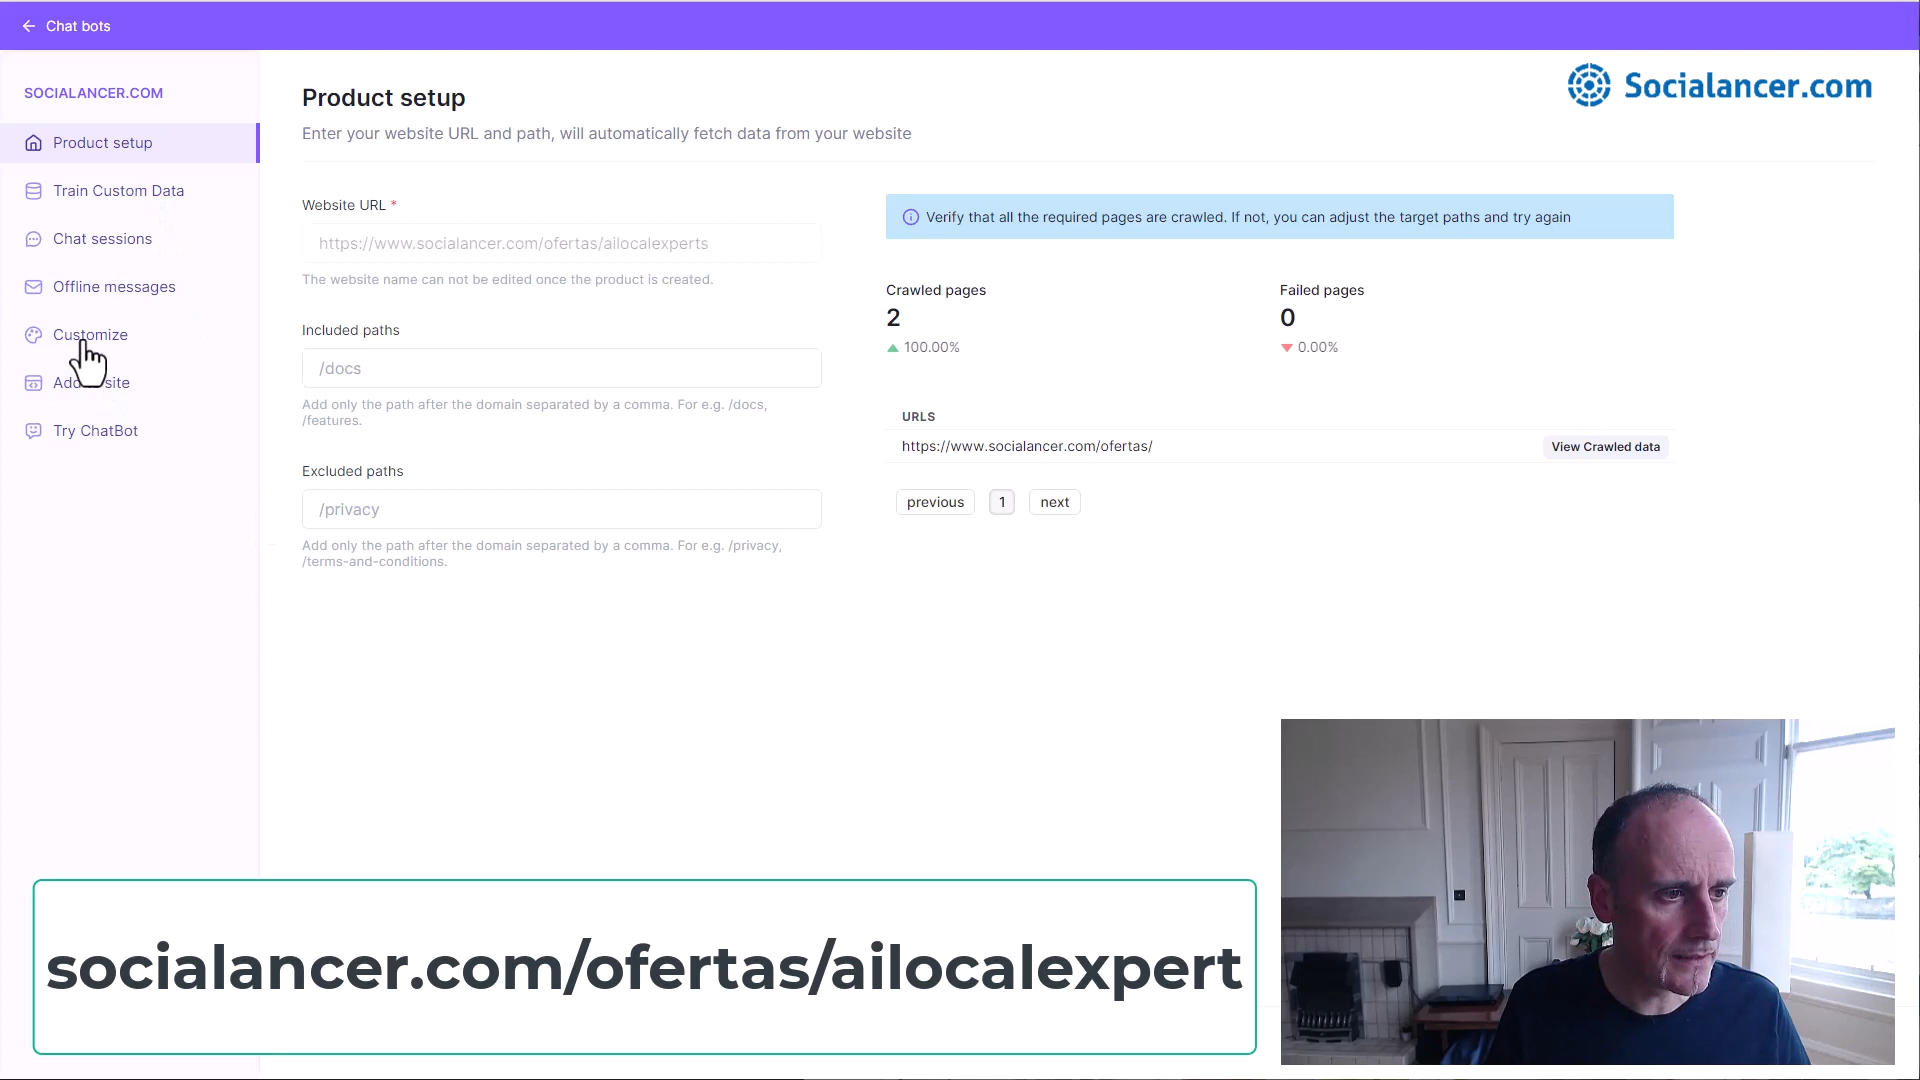 Chat bots
SOCIALANCER.COM
Product setup
Train Custom Data
Chat sessions
Offline messages
Customize
Add site
Try ChatBot
Product setup
Enter your website URL and path, will automatically fetch data from your website
Socialancer.com
Website URL *
https://www.socialancer.com/ofertas/ailocalexperts
The website name can not be edited once the product is created.
Included paths
/docs
Add only the path after the domain separated by a comma. For e.g. /docs,
/features.
Excluded paths
/privacy
Add only the path after the domain separated by a comma. For e.g. /privacy,
/terms-and-conditions.
Verify that all the required pages are crawled. If not, you can adjust the target paths and try again
Crawled pages
2
100.00%
Failed pages
0
0.00%
URLS
https://www.socialancer.com/ofertas/
View Crawled data
previous 1 next
socialancer.com/ofertas/ailocalexpert